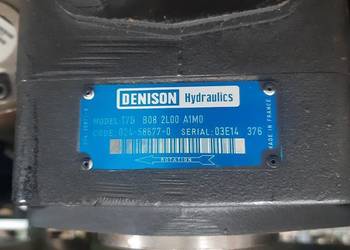 DENISON Hydraulics
MODEL: T7B B08 2L00 A1M0
CODE: 024-58677-0 SERIAL: 03E14 376
ROTATION
MADE IN FRANCE